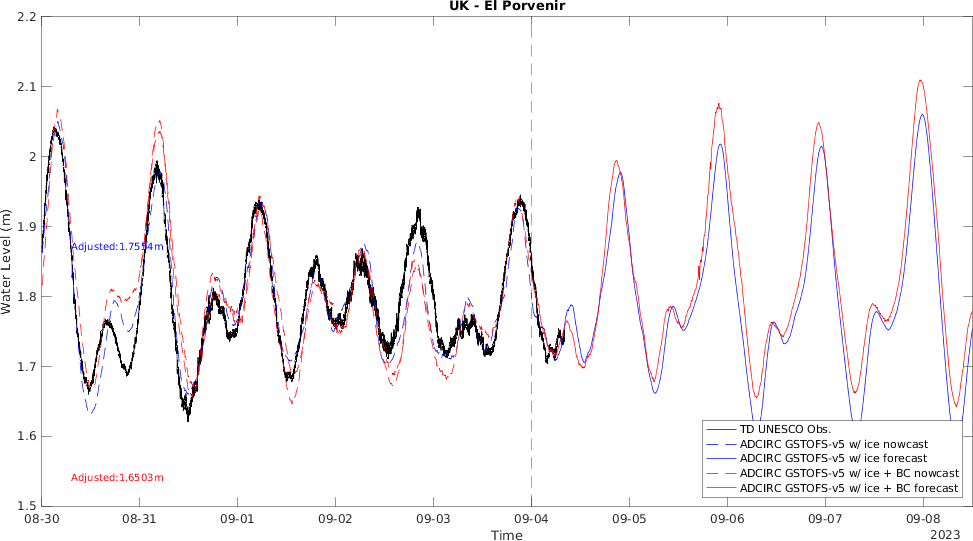 UK - El Porvenir
2.2
2.1
2
1.9
1.8
1.7
1.6
1.5
Water Level (m)
Adjusted:1.7554m
Adjusted:1.6503m
TD UNESCO Obs.
ADCIRC GSTOFS-v5 w/ ice nowcast
ADCIRC GSTOFS-v5 w/ ice forecast
ADCIRC GSTOFS-v5 w/ ice + BC nowcast
ADCIRC GSTOFS-v5 w/ ice + BC forecast
08-30 08-31 09-01 09-02 09-03 09-04 09-05 09-06 09-07 09-08
Time
2023